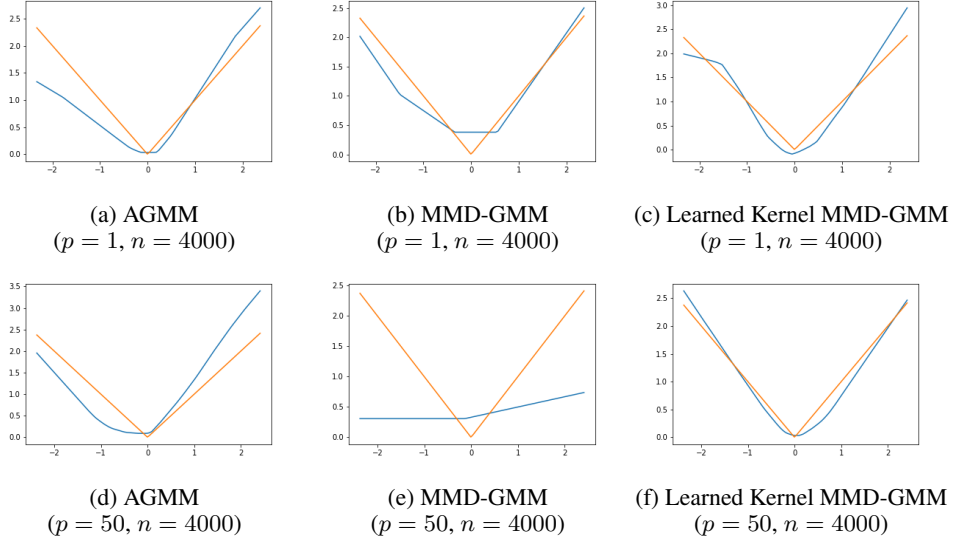 2.5
2.0
1.5
1.0
0.5
0.0
−2 −1 0 1 2
(a) AGMM
(p = 1, n = 4000)
2.5
2.0
1.5
1.0
0.5
0.0
−2 −1 0 1 2
(b) MMD-GMM
(p = 1, n = 4000)
3.0
2.5
2.0
1.5
1.0
0.5
0.0
−2 −1 0 1 2
(c) Learned Kernel MMD-GMM
(p = 1, n = 4000)
3.5
3.0
2.5
2.0
1.5
1.0
0.5
0.0
−2 −1 0 1 2
(d) AGMM
(p = 50, n = 4000)
2.5
2.0
1.5
1.0
0.5
0.0
−2 −1 0 1 2
(e) MMD-GMM
(p = 50, n = 4000)
2.5
2.0
1.5
1.0
0.5
0.0
−2 −1 0 1 2
(f) Learned Kernel MMD-GMM
(p = 50, n = 4000)